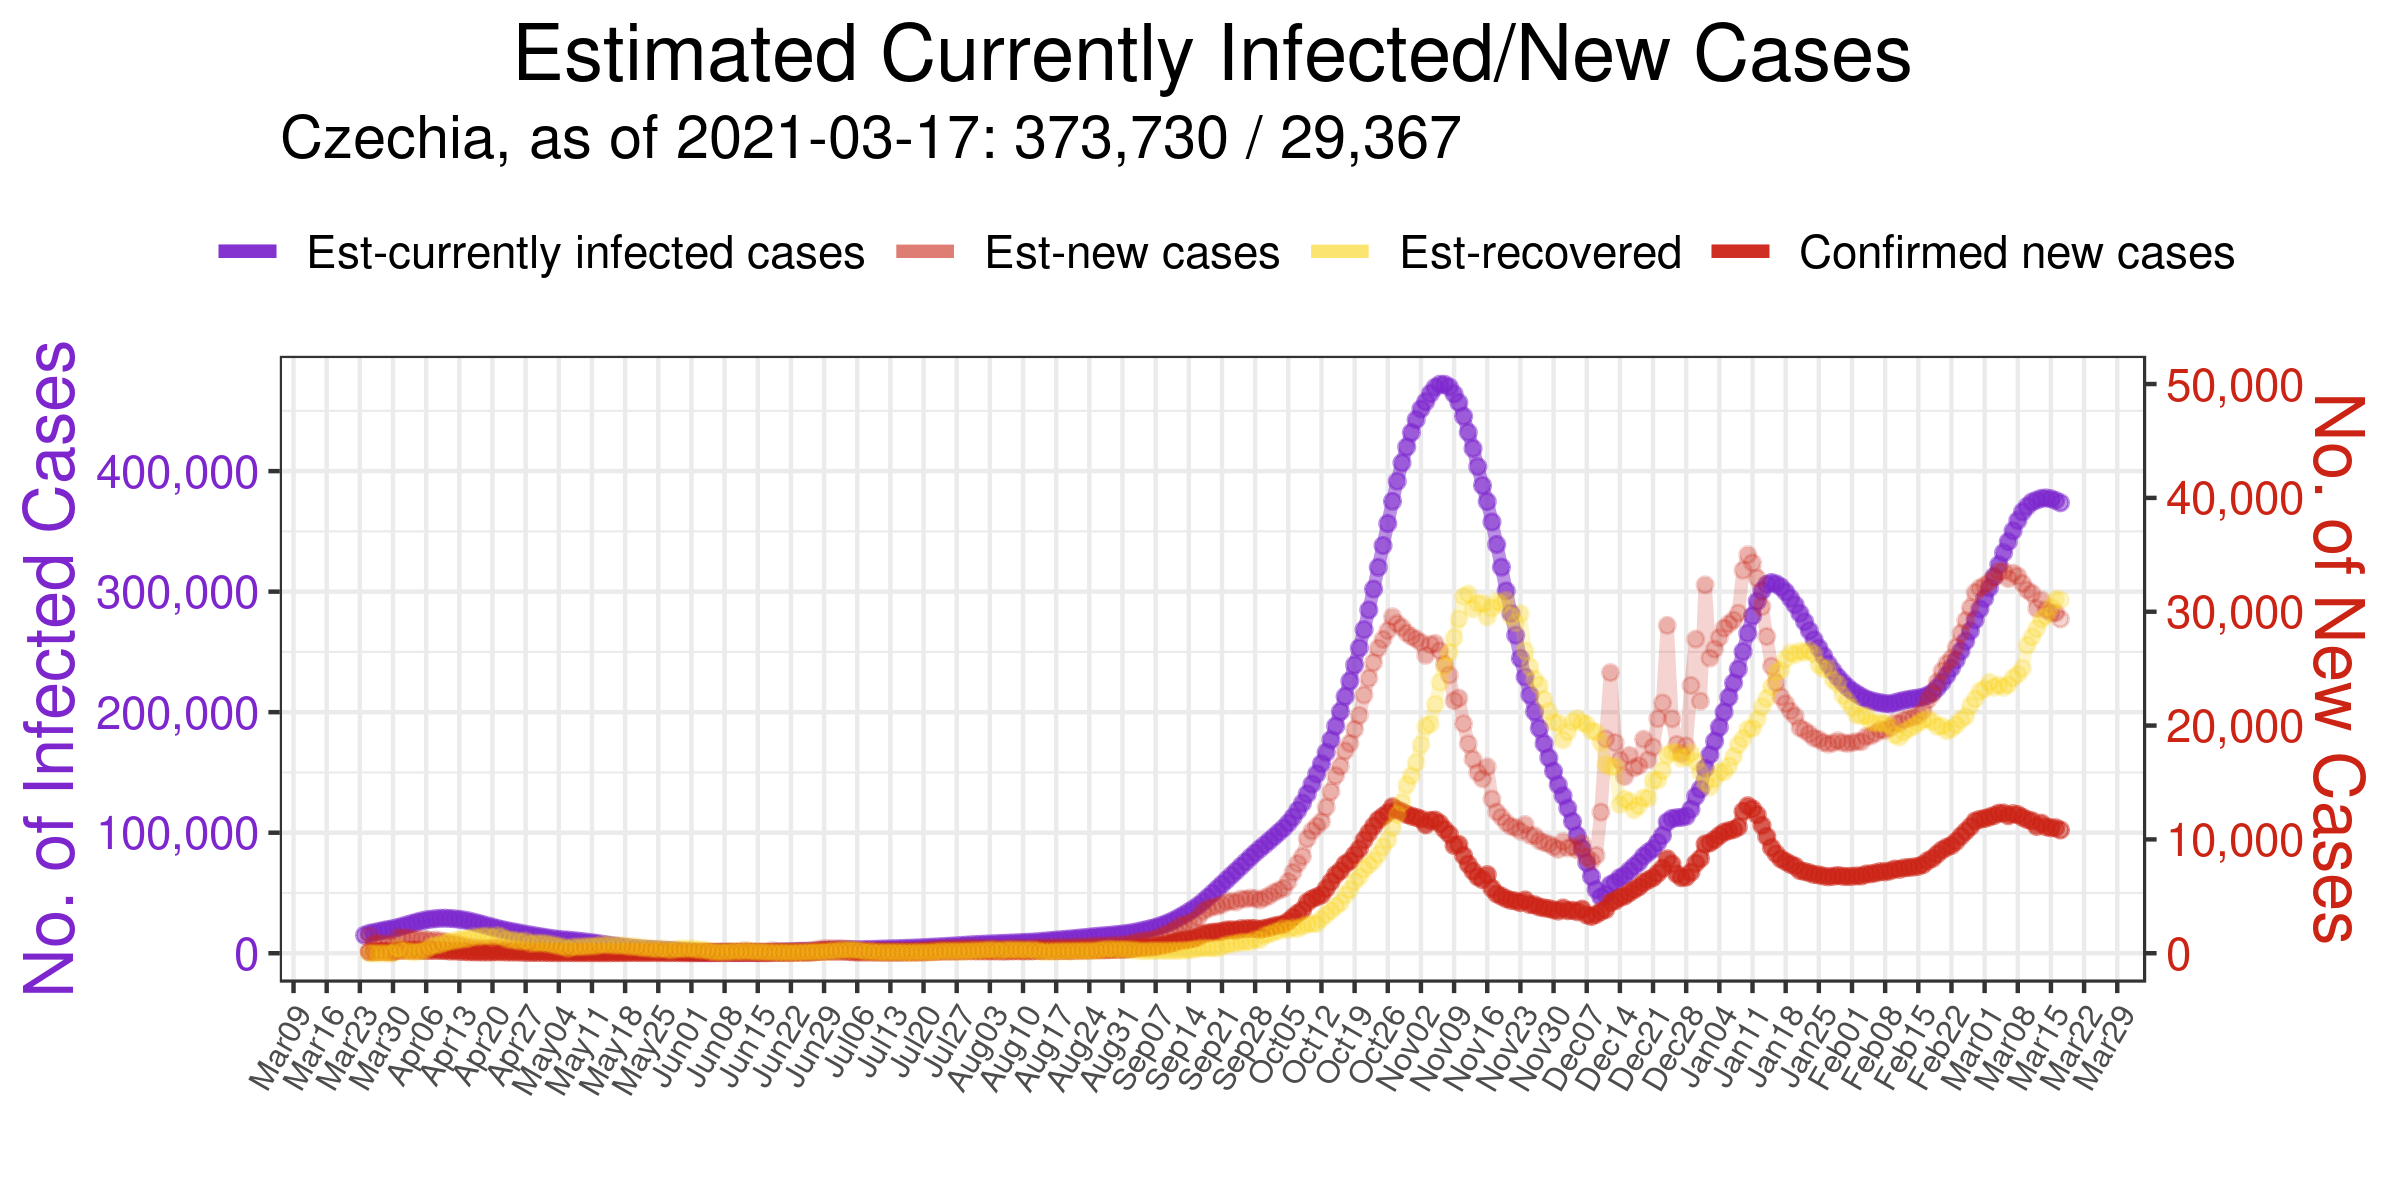 Estimated Currently Infected/New Cases
Czechia, as of 2021-03-17: 373,730 / 29,367
Est-currently infected cases
Est-new cases
Est-recovered
Confirmed new cases
No. of Infected Cases
400,000
300,000
200,000
100,000
0
50,000
40,000
30,000
20,000
10,000
0
No. of New Cases
Mar09
Mar16
Mar23
Mar30
Apr06
Apr13
Apr20
Apr27
May04
May11
May18
May25
Jun01
Jun08
Jun15
Jun22
Jun29
Jul06
Jul13
Jul20
Jul27
Aug03
Aug10
Aug17
Aug24
Aug31
Sep07
Sep14
Sep21
Sep28
Oct05
Oct12
Oct19
Oct26
Nov02
Nov09
Nov16
Nov23
Nov30
Dec07
Dec14
Dec21
Dec28
Jan04
Jan11
Jan18
Jan25
Feb01
Feb08
Feb15
Feb22
Mar01
Mar08
Mar15
Mar22
Mar29